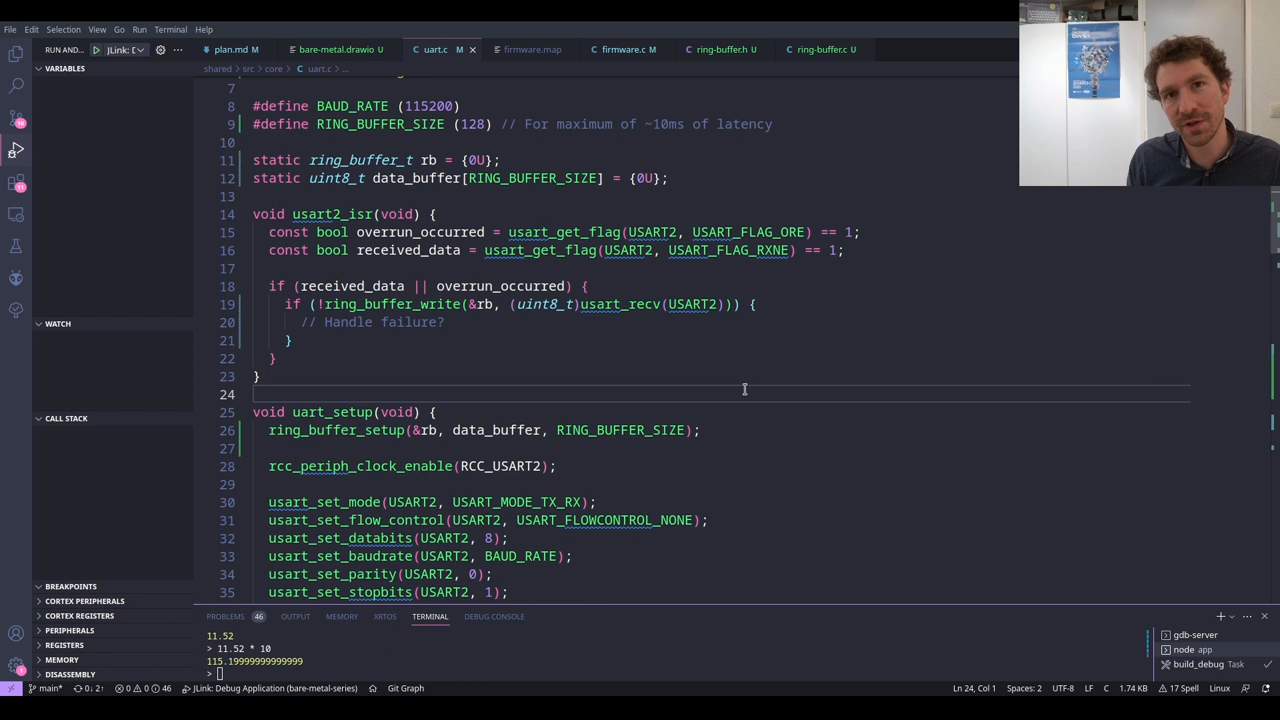 File Edit Selection View Go Run Terminal Help
RUN AND... JLink: D ...
plan.md M bare-metal.drawio uart.c M firmware.map firmware.c M ring-buffer.h U ring-buffer.c U
shared > src > core > uart.c > ...
VARIABLES
WATCH
CALL STACK
BREAKPOINTS
CORTEX PERIPHERALS
CORTEX REGISTERS
PERIPHERALS
REGISTERS
MEMORY
DISASSEMBLY
10
11
1
7
8 #define BAUD_RATE (115200)
9 #define RING_BUFFER_SIZE (128) // For maximum of ~10ms of latency
10
11 static ring_buffer_t rb = {0U};
12 static uint8_t data_buffer[RING_BUFFER_SIZE] = {0U};
13
14 void usart2_isr(void) {
15 const bool overrun_occurred = usart_get_flag(USART2, USART_FLAG_ORE) == 1;
16 const bool received_data = usart_get_flag(USART2, USART_FLAG_RXNE) == 1;
17
18 if (received_data || overrun_occurred) {
19 if (!ring_buffer_write(&rb, (uint8_t)usart_recv(USART2))) {
20 // Handle failure?
21 }
22 }
23 }
24
25 void uart_setup(void) {
26 ring_buffer_setup(&rb, data_buffer, RING_BUFFER_SIZE);
27
28 rcc_periph_clock_enable(RCC_USART2);
29
30 usart_set_mode(USART2, USART_MODE_TX_RX);
31 usart_set_flow_control(USART2, USART_FLOWCONTROL_NONE);
32 usart_set_databits(USART2, 8);
33 usart_set_baudrate(USART2, BAUD_RATE);
34 usart_set_parity(USART2, 0);
35 usart_set_stopbits(USART2, 1);
PROBLEMS 46 OUTPUT MEMORY XRTOS TERMINAL DEBUG CONSOLE
11.52
> 11.52 * 10
115.19999999999999
>
gdb-server
node app
build_debug Task
main* 0↓ 2↑ 0 0 46 JLink: Debug Application (bare-metal-series) Git Graph Ln 24, Col 1 Spaces: 2 UTF-8 LF C 1.74 KB 17 Spell Linux